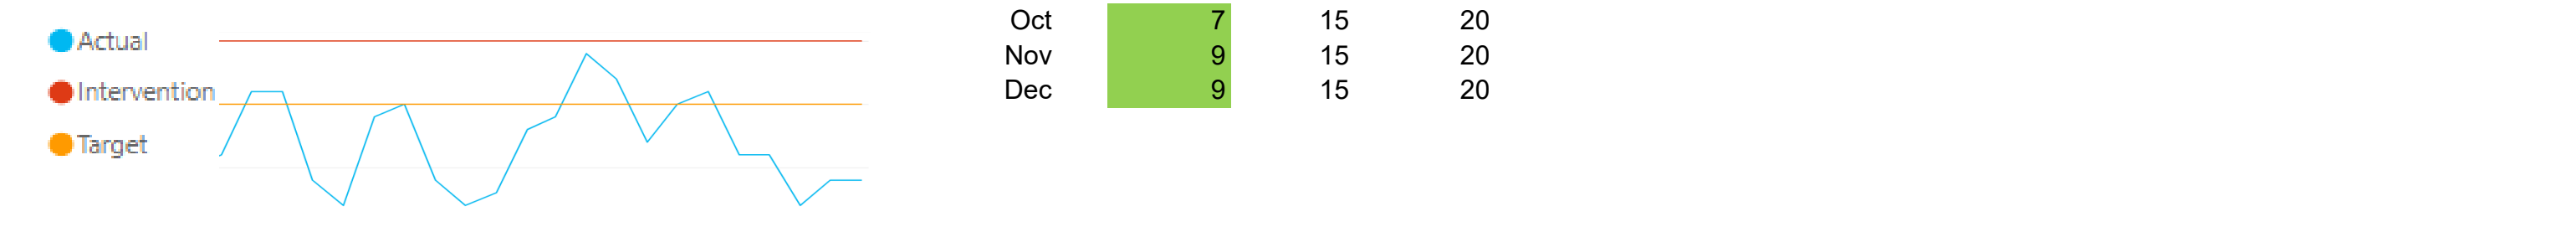 Actual
Intervention
Target
Oct 7 15 20
Nov 9 15 20
Dec 9 15 20